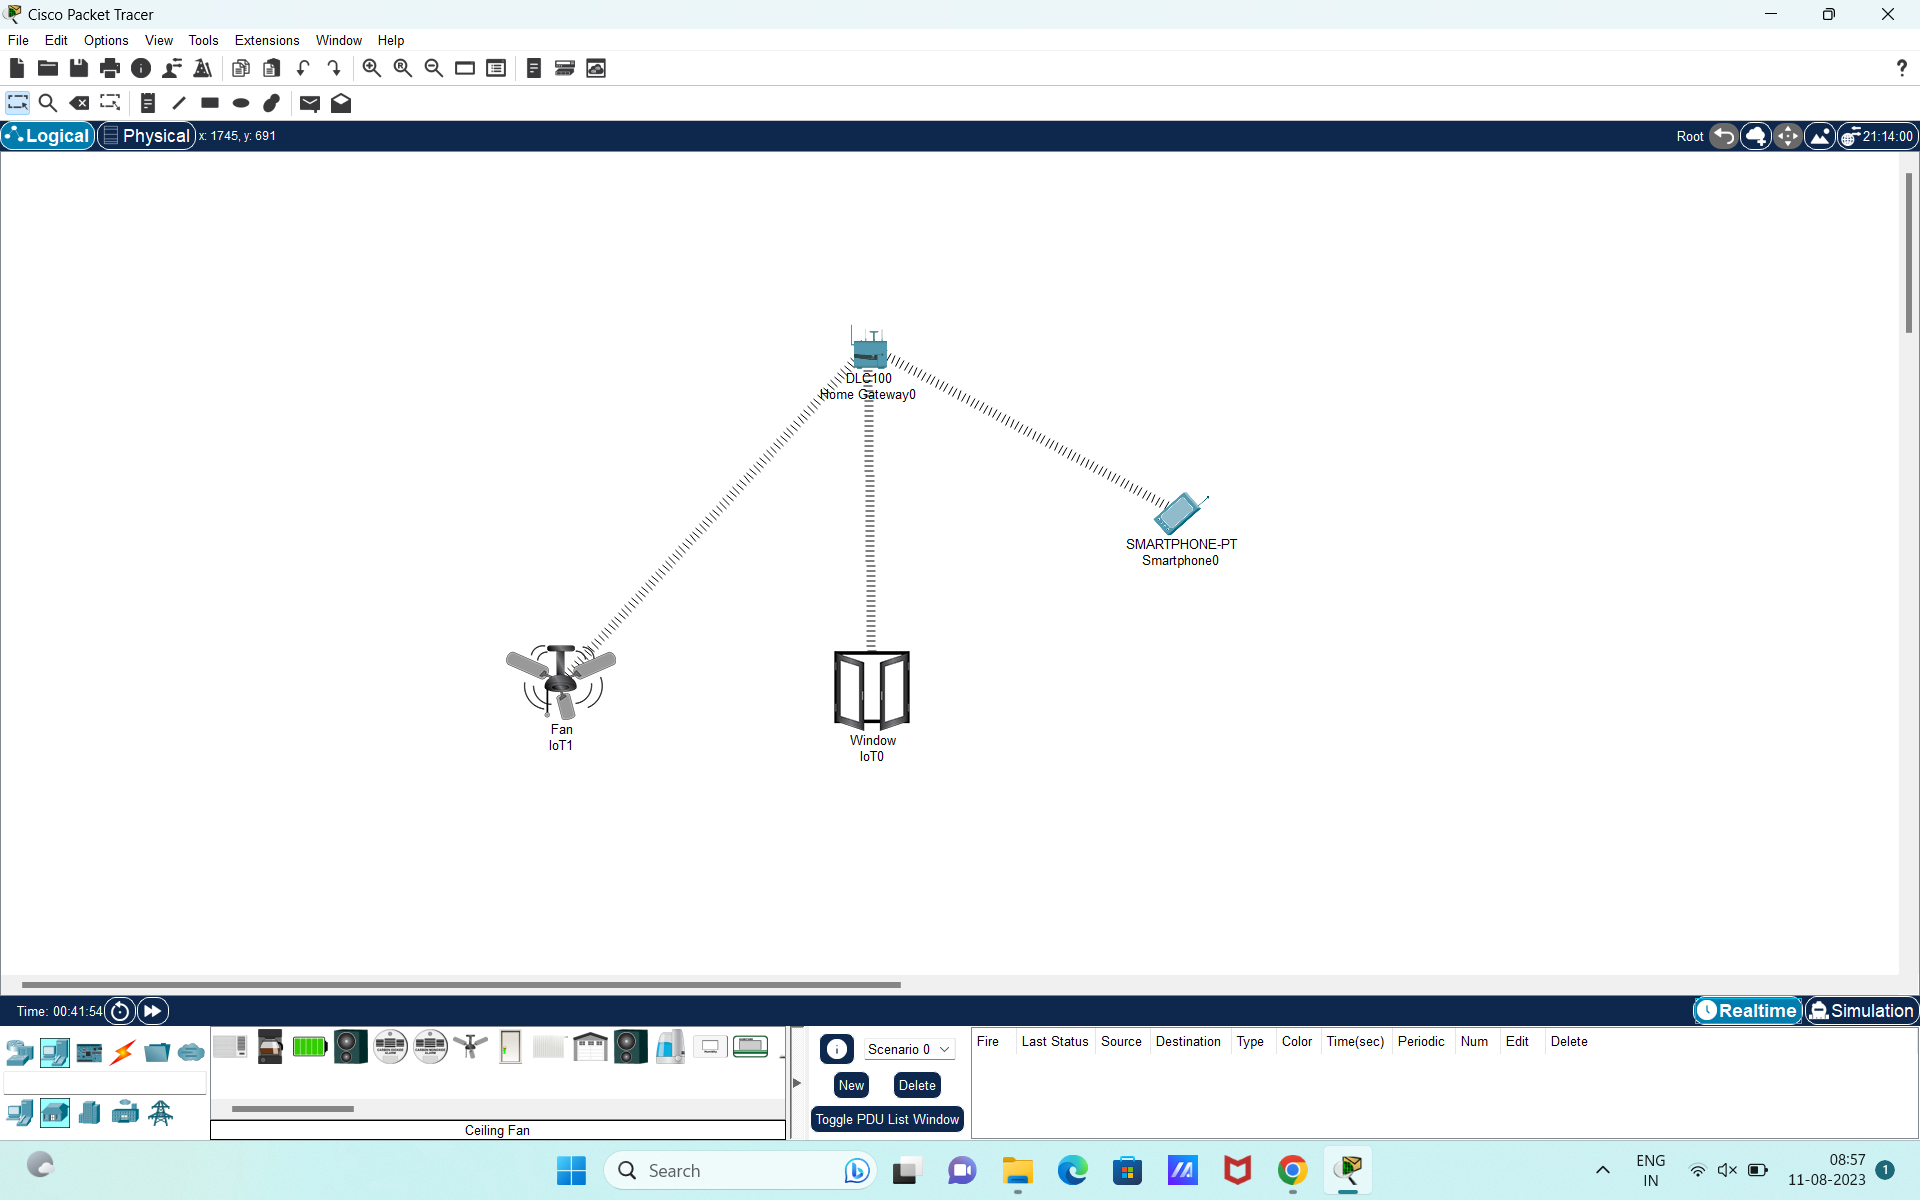 Cisco Packet Tracer
File Edit Options View Tools Extensions Window Help
Logical Physical x: 1745, y: 691 Root 21:14:00
DLC100
Home Gateway0
SMARTPHONE-PT
Smartphone0
Fan
IoT1
Window
IoT0
Time: 00:41:54 Realtime Simulation
Scenario 0
New Delete
Toggle PDU List Window
Fire Last Status Source Destination Type Color Time(sec) Periodic Num Edit Delete
Ceiling Fan
Search
ENG
IN
08:57
11-08-2023
1